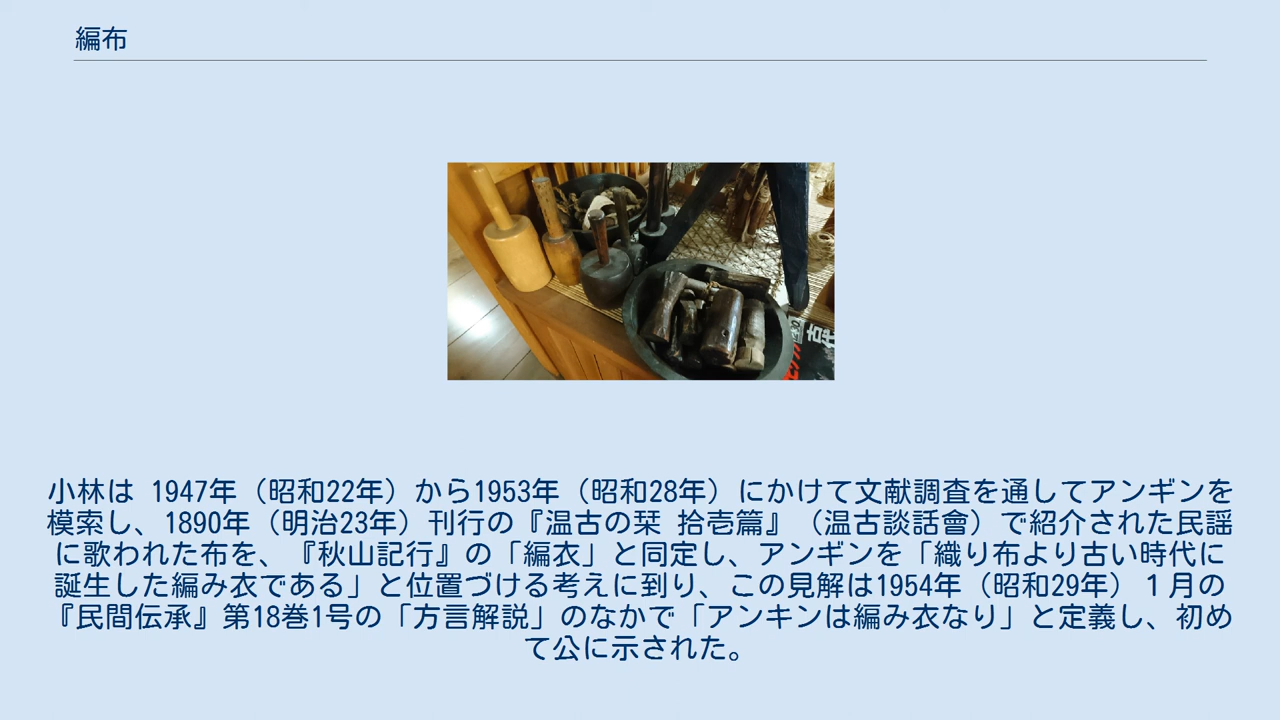 編布
古代
小林は 1947年（昭和22年）から1953年（昭和28年）にかけて文献調査を通してアンギンを
模索し、1890年（明治23年）刊行の『温古の栞 拾壱篇』（温古談話會）で紹介された民謡
に歌われた布を、『秋山記行』の「編衣」と同定し、アンギンを「織り布より古い時代に
誕生した編み衣である」と位置づける考えに到り、この見解は1954年（昭和29年）１月の
『民間伝承』第18巻1号の「方言解説」のなかで「アンキンは編み衣なり」と定義し、初め
て公に示された。